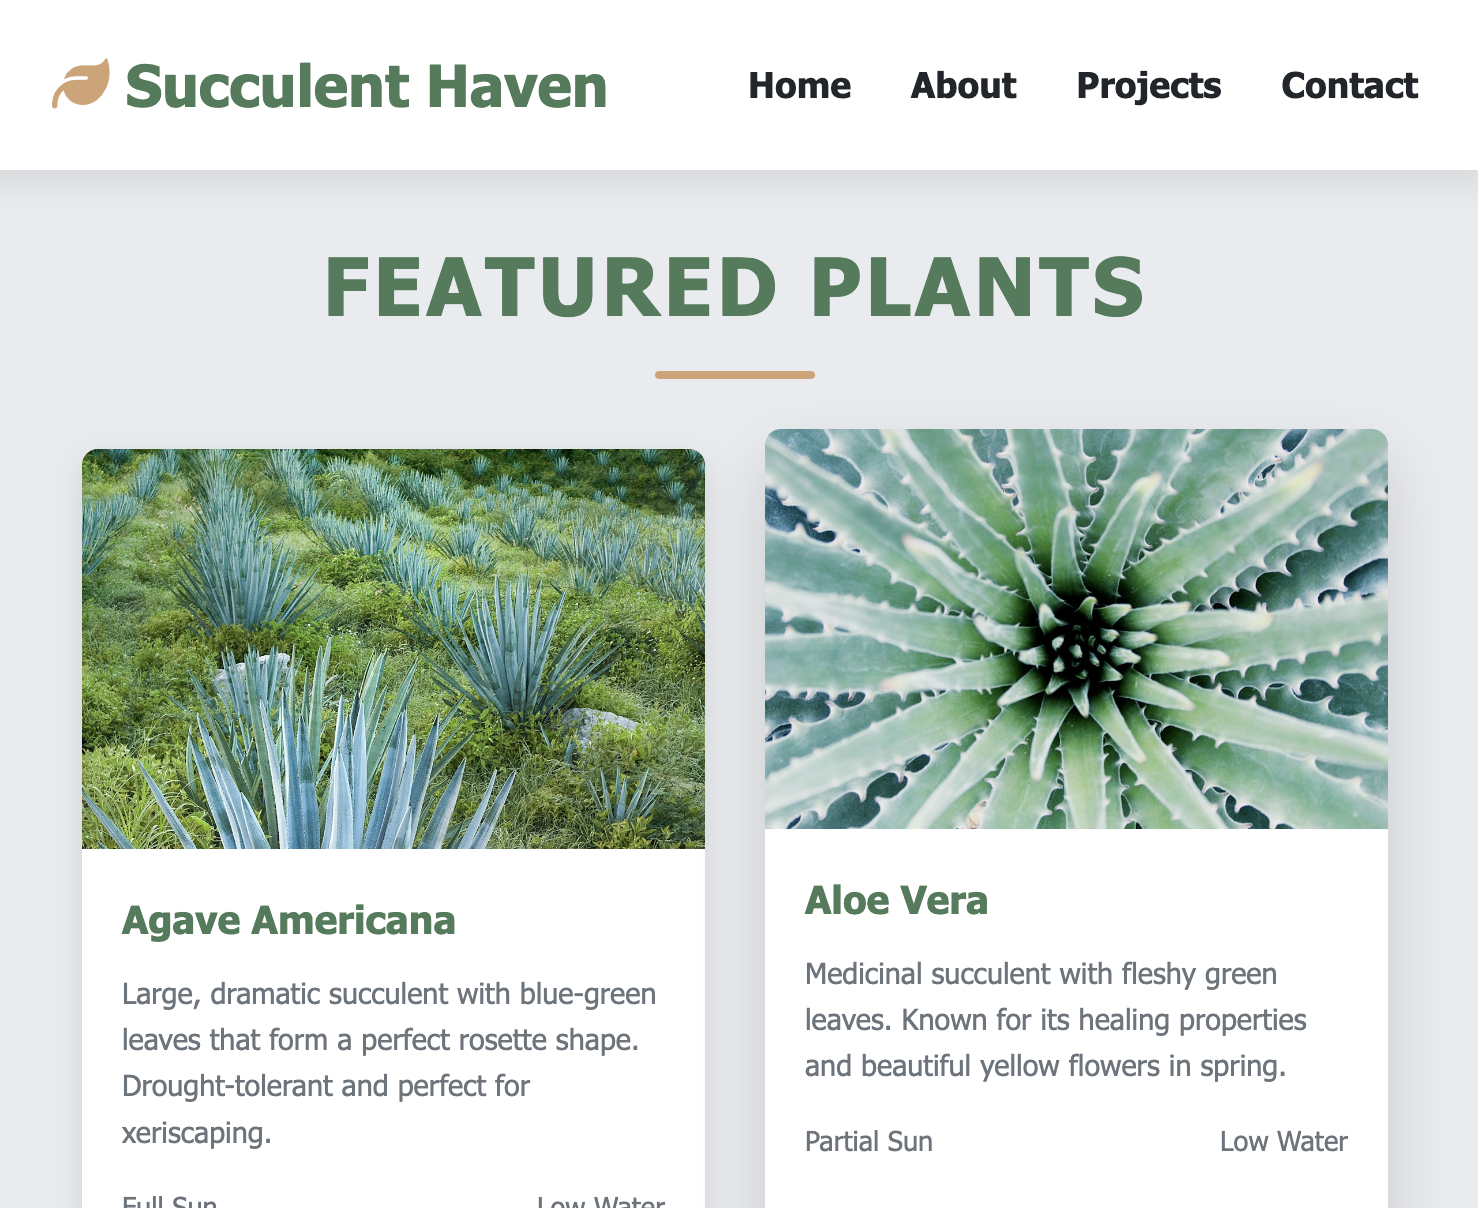 Succulent Haven
Home
About
Projects
Contact
FEATURED PLANTS
Agave Americana
Large, dramatic succulent with blue-green
leaves that form a perfect rosette shape.
Drought-tolerant and perfect for
xeriscaping.
Full Sun
Low Water
Aloe Vera
Medicinal succulent with fleshy green
leaves. Known for its healing properties
and beautiful yellow flowers in spring.
Partial Sun
Low Water